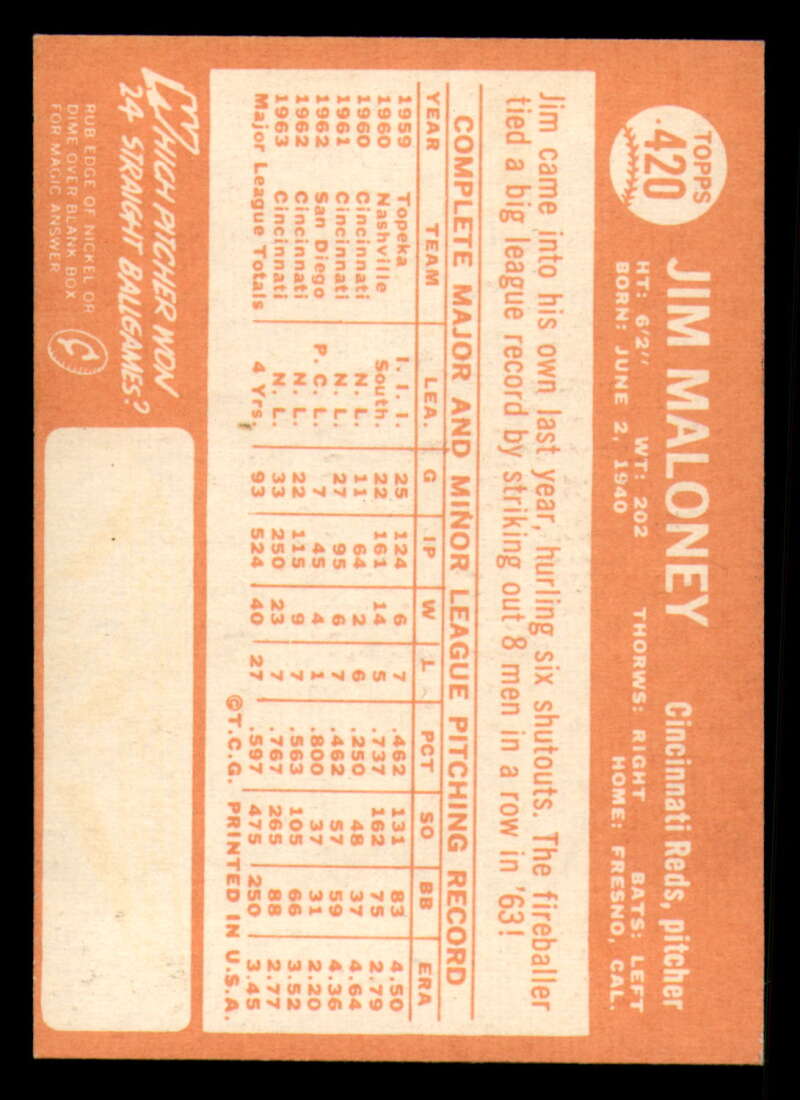 TOPPS
420
JIM MALONEY
Cincinnati Reds, pitcher
HT: 6'2" WT: 202 THORWS: RIGHT BATS: LEFT
BORN: JUNE 2, 1940 HOME: FRESNO, CAL.
Jim came into his own last year, hurling six shutouts. The fireballer
tied a big league record by striking out 8 men in a row in '63!
COMPLETE MAJOR AND MINOR LEAGUE PITCHING RECORD
YEAR TEAM LEA. G IP W L PCT SO BB ERA
1959 Topeka I. I. I. 25 124 6 7 .462 131 83 4.50
1960 Nashville South. 22 161 14 5 .737 162 75 2.79
1960 Cincinnati N. L. 11 64 2 6 .250 48 37 4.64
1961 Cincinnati N. L. 27 95 6 7 .462 57 59 4.36
1962 San Diego P. C. L. 7 45 4 1 .800 37 31 2.20
1962 Cincinnati N. L. 22 115 9 7 .563 105 66 3.52
1963 Cincinnati N. L. 33 250 23 7 .767 265 88 2.77
Major League Totals 4 Yrs. 93 524 40 27 .597 475 250 3.45
©T.C.G. PRINTED IN U.S.A.
WHICH PITCHER WON
24 STRAIGHT BALLGAMES?
RUB EDGE OF NICKEL OR
DIME OVER BLANK BOX
FOR MAGIC ANSWER